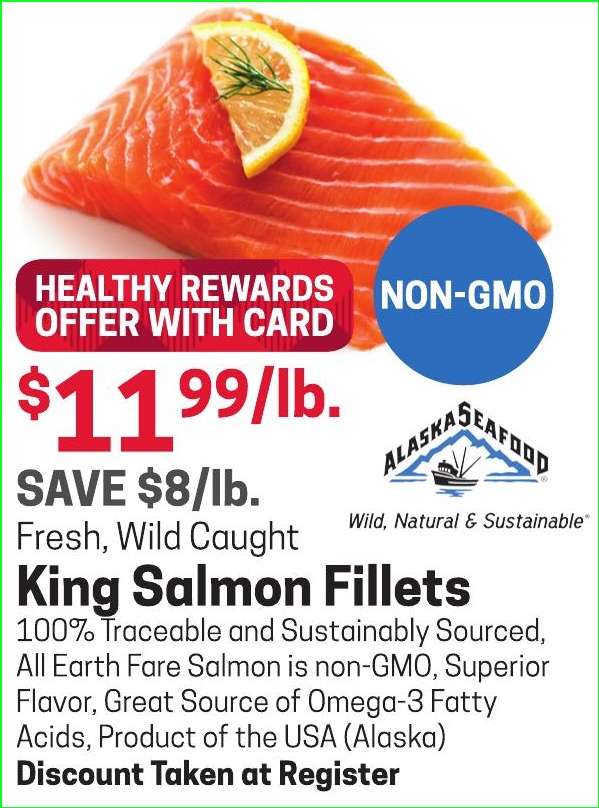 HEALTHY REWARDS
OFFER WITH CARD
NON-GMO
$11 99/lb.
SAVE $8/lb.
ALASKA SEAFOOD®
Wild, Natural & Sustainable®
Fresh, Wild Caught
King Salmon Fillets
100% Traceable and Sustainably Sourced,
All Earth Fare Salmon is non-GMO, Superior
Flavor, Great Source of Omega-3 Fatty
Acids, Product of the USA (Alaska)
Discount Taken at Register